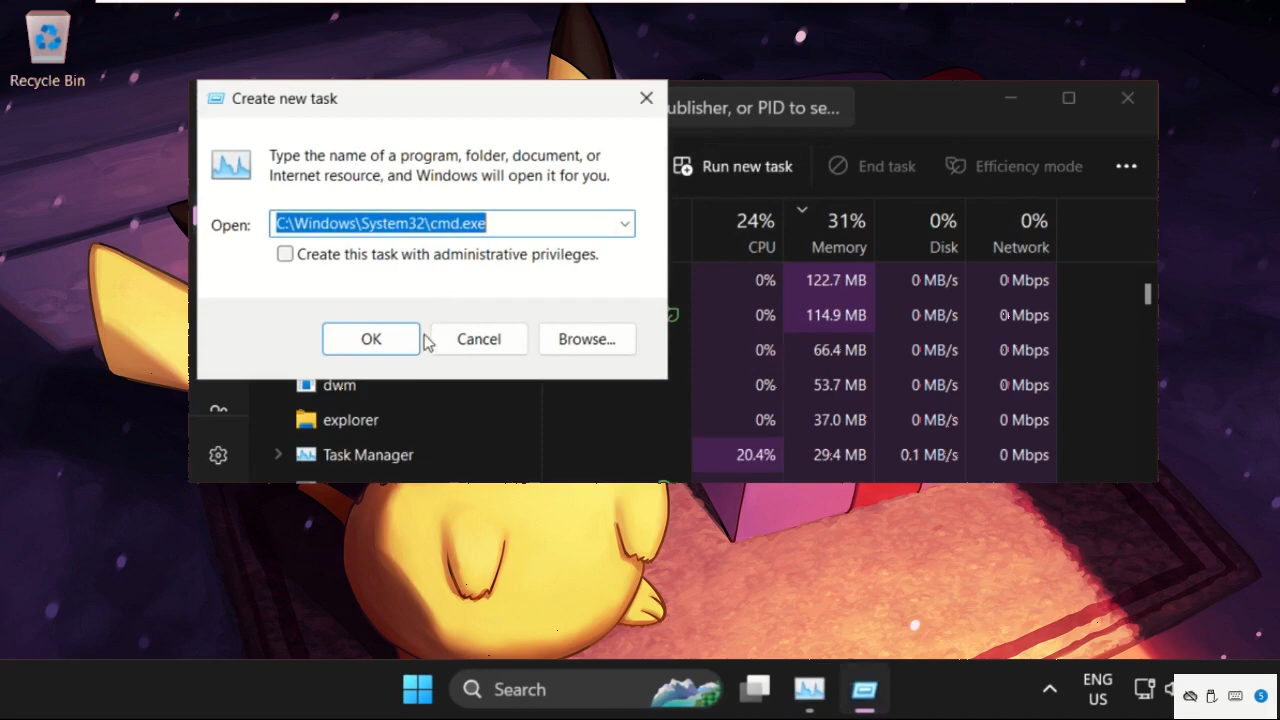 Recycle Bin
Create new task
Type the name of a program, folder, document, or
Internet resource, and Windows will open it for you.
Open:
C:\Windows\System32\cmd.exe
Create this task with administrative privileges.
OK
Cancel
Browse...
ublisher, or PID to se...
Run new task
End task
Efficiency mode
24% 31% 0% 0%
CPU Memory Disk Network
0% 122.7 MB 0 MB/s 0 Mbps
0% 114.9 MB 0 MB/s 0 Mbps
0% 66.4 MB 0 MB/s 0 Mbps
dwm 0% 53.7 MB 0 MB/s 0 Mbps
explorer 0% 37.0 MB 0 MB/s 0 Mbps
Task Manager 20.4% 29.4 MB 0.1 MB/s 0 Mbps
Search
ENG
US
5